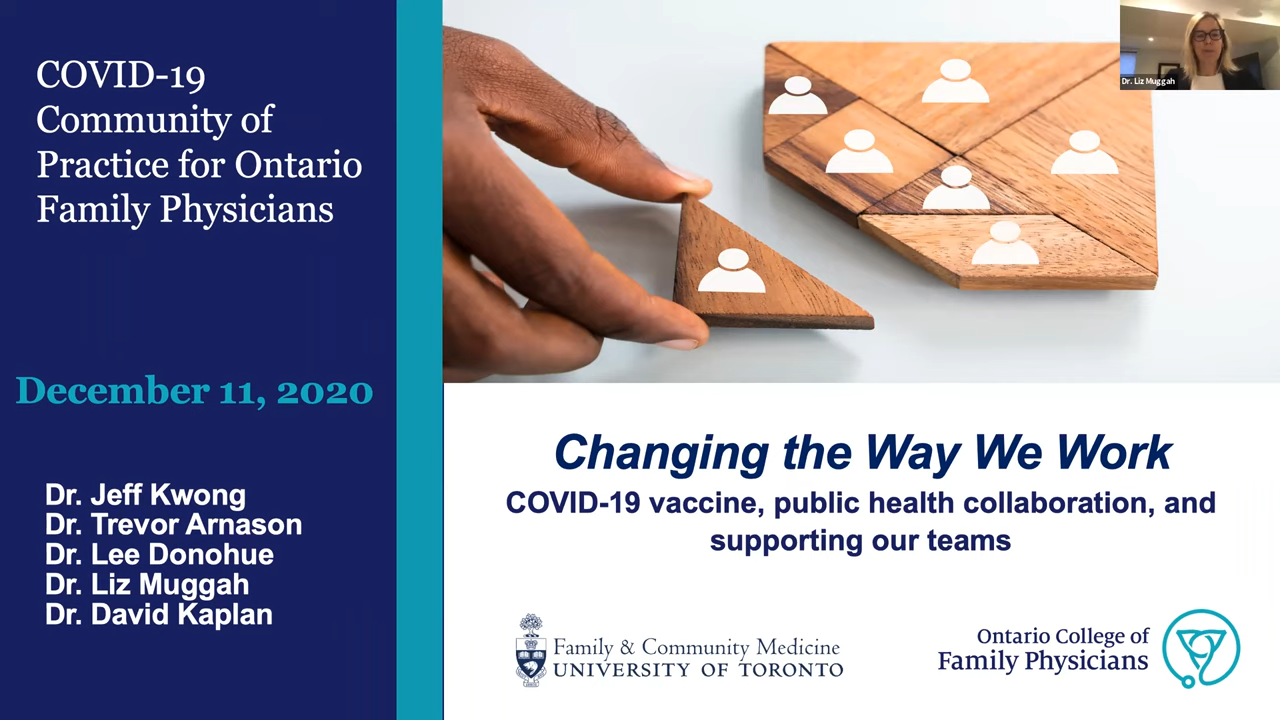 COVID-19
Community of
Practice for Ontario
Family Physicians
December 11, 2020
Dr. Jeff Kwong
Dr. Trevor Arnason
Dr. Lee Donohue
Dr. Liz Muggah
Dr. David Kaplan
Dr. Liz Muggah
Changing the Way We Work
COVID-19 vaccine, public health collaboration, and
supporting our teams
Family & Community Medicine
UNIVERSITY OF TORONTO
Ontario College of
Family Physicians